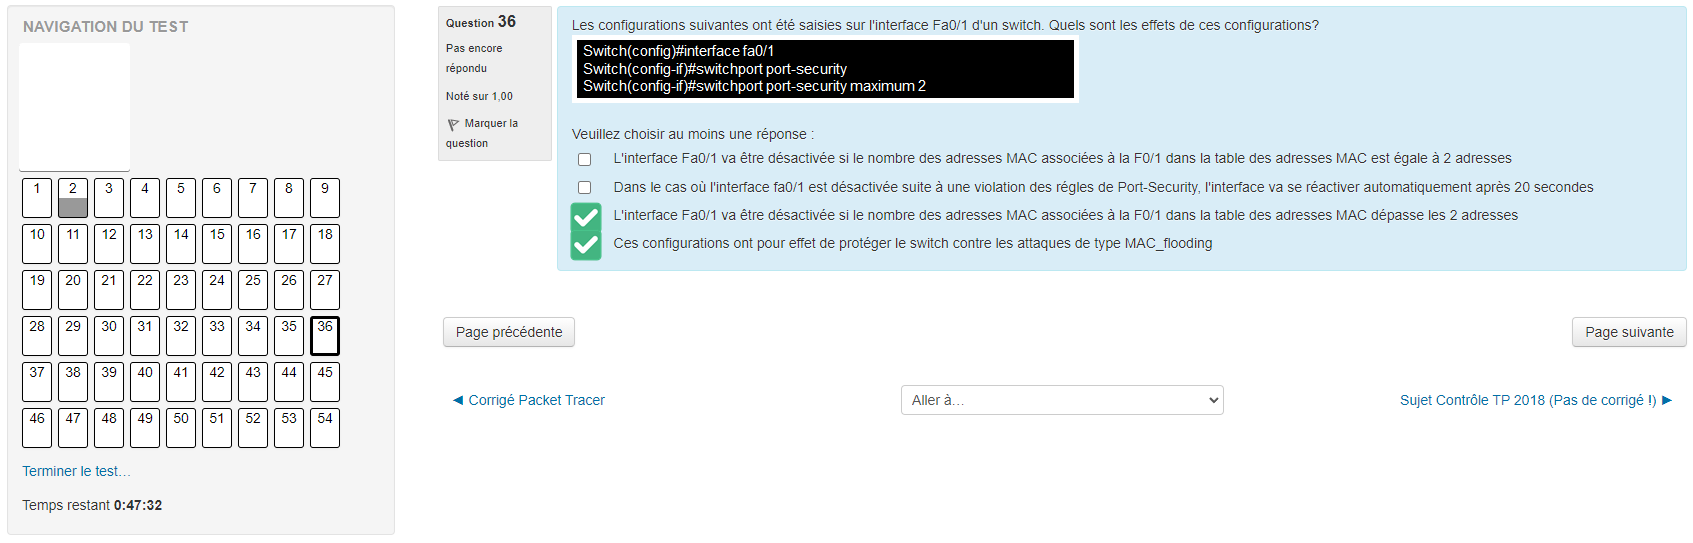 NAVIGATION DU TEST
1 2 3 4 5 6 7 8 9
10 11 12 13 14 15 16 17 18
19 20 21 22 23 24 25 26 27
28 29 30 31 32 33 34 35 36
37 38 39 40 41 42 43 44 45
46 47 48 49 50 51 52 53 54
Terminer le test…
Temps restant 0:47:32
Question 36
Pas encore
répondu
Noté sur 1,00
Marquer la
question
Les configurations suivantes ont été saisies sur l'interface Fa0/1 d'un switch. Quels sont les effets de ces configurations?
Switch(config)#interface fa0/1
Switch(config-if)#switchport port-security
Switch(config-if)#switchport port-security maximum 2
Veuillez choisir au moins une réponse :
L'interface Fa0/1 va être désactivée si le nombre des adresses MAC associées à la F0/1 dans la table des adresses MAC est égale à 2 adresses
Dans le cas où l'interface fa0/1 est désactivée suite à une violation des régles de Port-Security, l'interface va se réactiver automatiquement après 20 secondes
L'interface Fa0/1 va être désactivée si le nombre des adresses MAC associées à la F0/1 dans la table des adresses MAC dépasse les 2 adresses
Ces configurations ont pour effet de protéger le switch contre les attaques de type MAC_flooding
Page précédente
Page suivante
◄ Corrigé Packet Tracer
Aller à…
Sujet Contrôle TP 2018 (Pas de corrigé !) ►